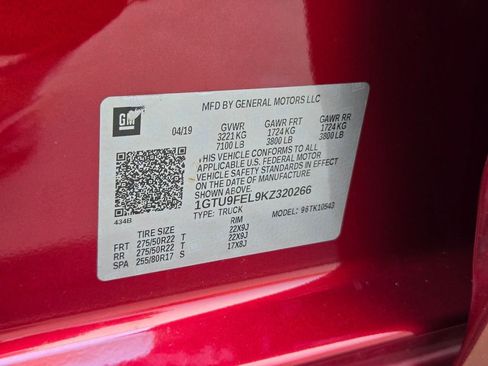 GM
MFD BY GENERAL MOTORS LLC
04/19 GVWR GAWR FRT GAWR RR
3221 KG 1724 KG 1724 KG
7100 LB 3800 LB 3800 LB
THIS VEHICLE CONFORMS TO ALL
APPLICABLE U.S. FEDERAL MOTOR
VEHICLE SAFETY STANDARDS IN EFFECT
ON THE DATE OF MANUFACTURE
SHOWN ABOVE.
1GTU9FEL9KZ320266
TYPE: TRUCK MODEL: 96TK10543
434B
TIRE SIZE RIM
FRT 275/50R22 T 22X9J
RR 275/50R22 T 22X9J
SPA 255/80R17 S 17X8J